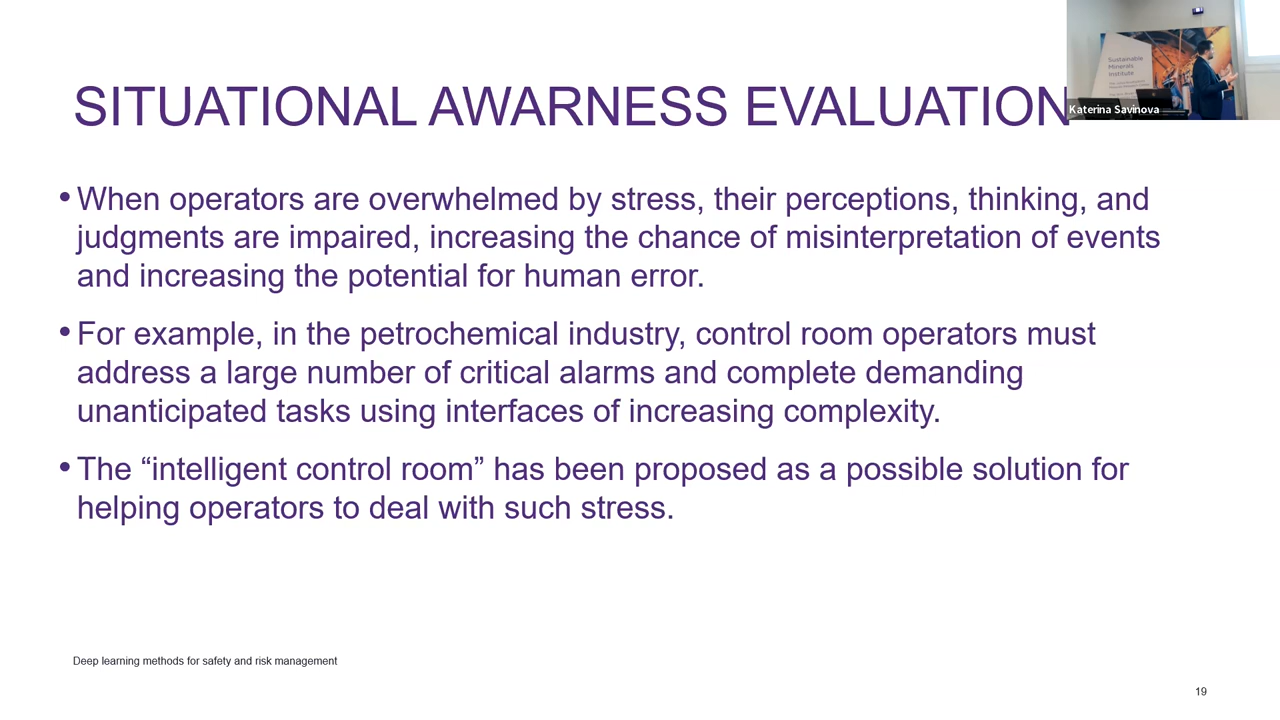 SITUATIONAL AWARNESS EVALUATION
Sustainable
Minerals
Institute
Katerina Savinova
• When operators are overwhelmed by stress, their perceptions, thinking, and
judgments are impaired, increasing the chance of misinterpretation of events
and increasing the potential for human error.
• For example, in the petrochemical industry, control room operators must
address a large number of critical alarms and complete demanding
unanticipated tasks using interfaces of increasing complexity.
• The “intelligent control room” has been proposed as a possible solution for
helping operators to deal with such stress.
Deep learning methods for safety and risk management
19